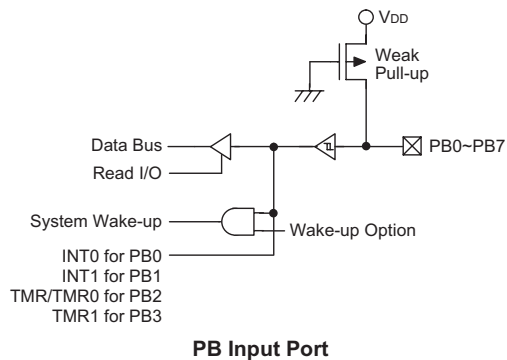 VDD
Weak
Pull-up
Data Bus
PB0~PB7
Read I/O
System Wake-up
Wake-up Option
INT0 for PB0
INT1 for PB1
TMR/TMR0 for PB2
TMR1 for PB3
PB Input Port